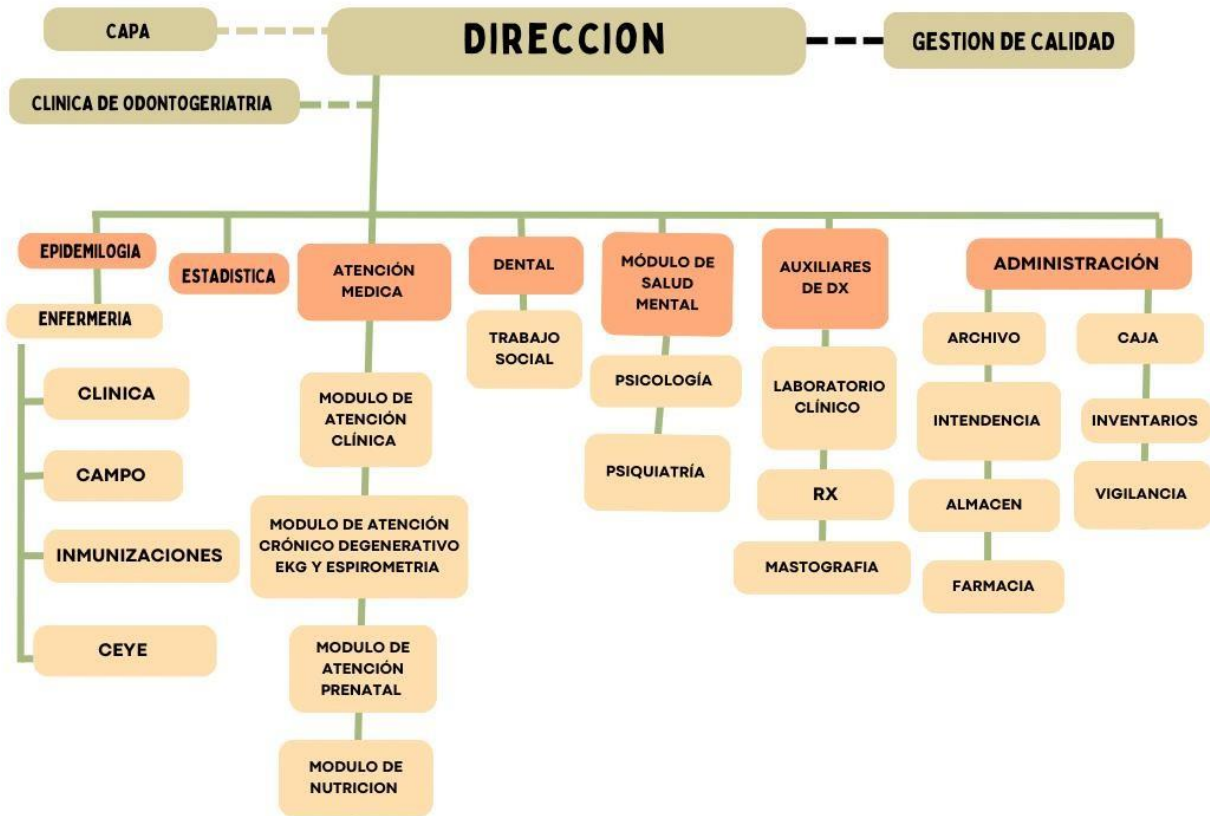 CAPA
DIRECCION
GESTION DE CALIDAD
CLINICA DE ODONTOGERIATRIA
EPIDEMILOGIA
ESTADISTICA
ATENCIÓN
MEDICA
DENTAL
MÓDULO DE
SALUD
MENTAL
AUXILIARES
DE DX
ADMINISTRACIÓN
ENFERMERIA
CLINICA
CAMPO
INMUNIZACIONES
CEYE
MODULO DE
ATENCIÓN
CLÍNICA
MODULO DE ATENCIÓN
CRÓNICO DEGENERATIVO
EKG Y ESPIROMETRIA
MODULO DE
ATENCIÓN
PRENATAL
MODULO DE
NUTRICION
TRABAJO
SOCIAL
PSICOLOGÍA
PSIQUIATRÍA
LABORATORIO
CLÍNICO
RX
MASTOGRAFIA
ARCHIVO
INTENDENCIA
ALMACEN
FARMACIA
CAJA
INVENTARIOS
VIGILANCIA